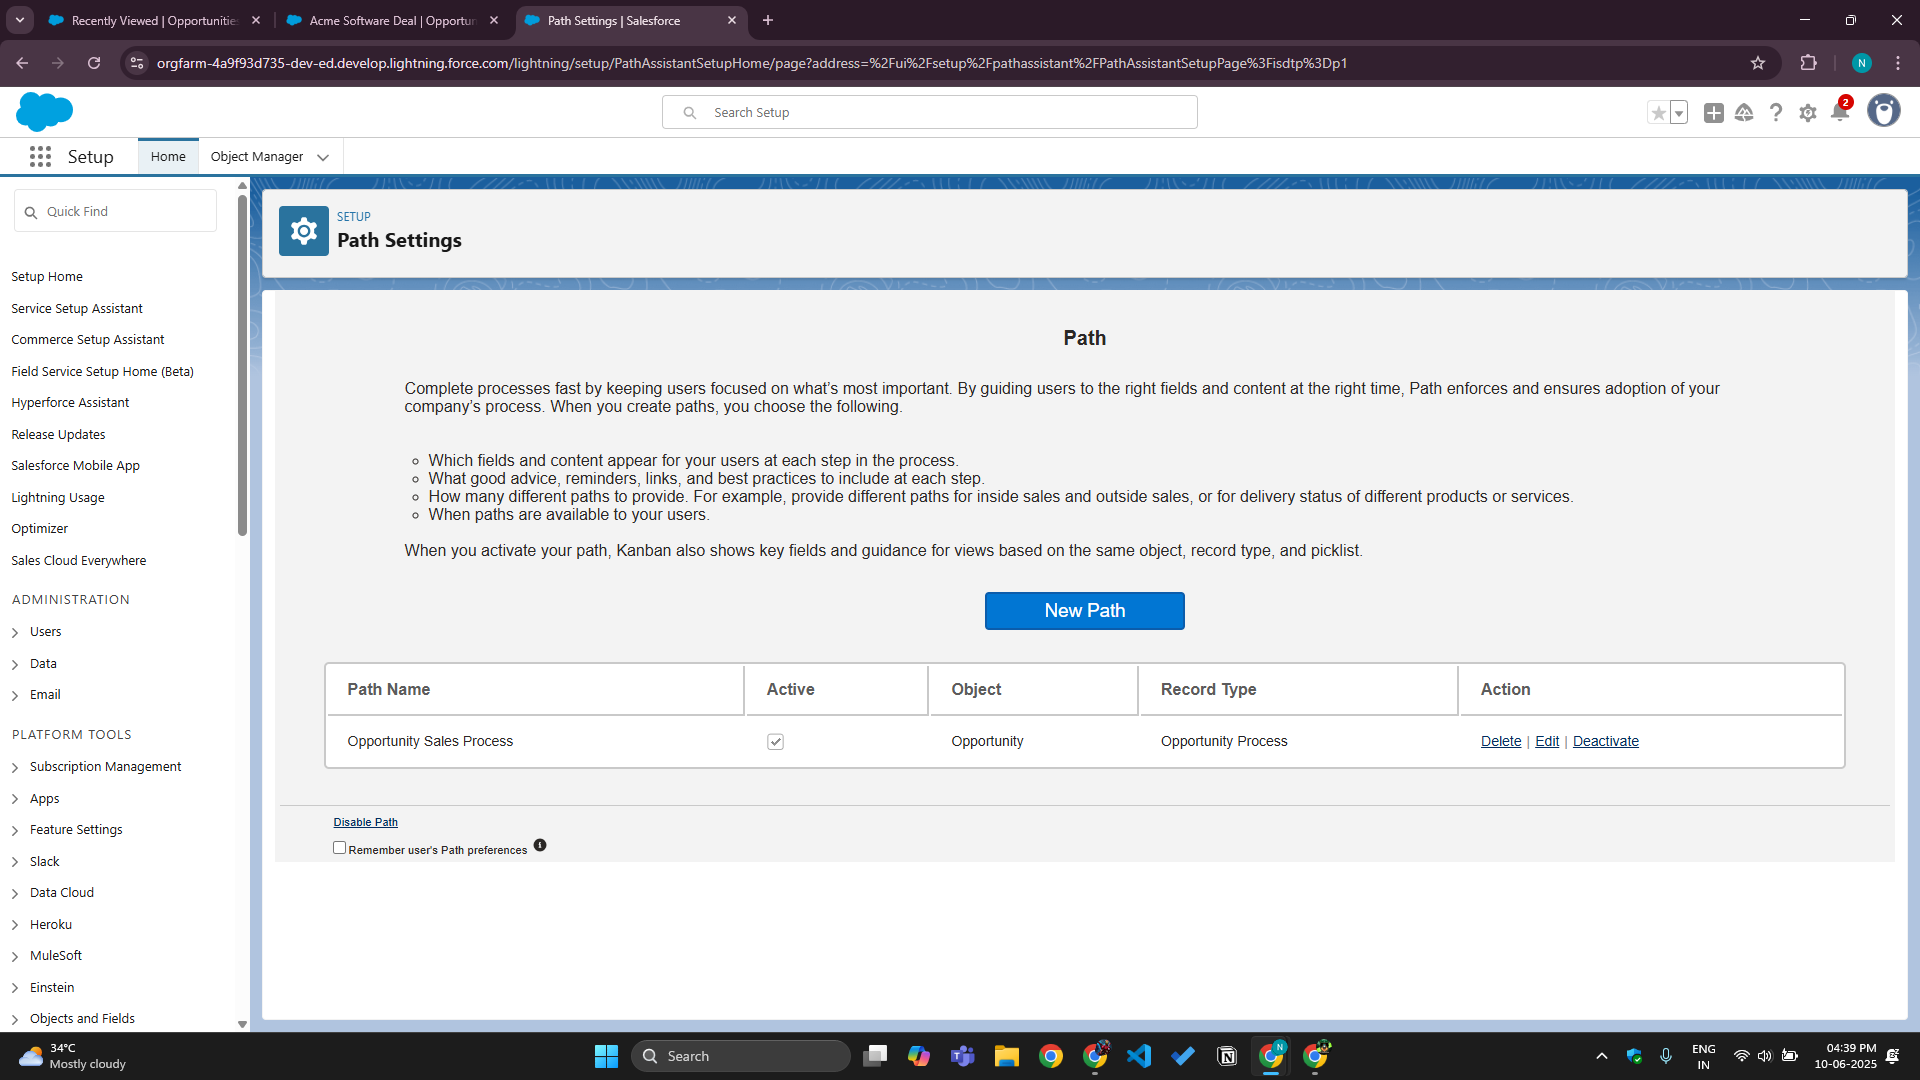 Recently Viewed | Opportunities
Acme Software Deal | Opportun
Path Settings | Salesforce
orgfarm-4a9f93d735-dev-ed.develop.lightning.force.com/lightning/setup/PathAssistantSetupHome/page?address=%2Fui%2Fsetup%2Fpathassistant%2FPathAssistantSetupPage%3Fisdtp%3Dp1
N
Search Setup
2
Setup
Home
Object Manager
Quick Find
SETUP
Path Settings
Setup Home
Service Setup Assistant
Commerce Setup Assistant
Field Service Setup Home (Beta)
Hyperforce Assistant
Release Updates
Salesforce Mobile App
Lightning Usage
Optimizer
Sales Cloud Everywhere
ADMINISTRATION
Users
Data
Email
PLATFORM TOOLS
Subscription Management
Apps
Feature Settings
Slack
Data Cloud
Heroku
MuleSoft
Einstein
Objects and Fields
Path
Complete processes fast by keeping users focused on what’s most important. By guiding users to the right fields and content at the right time, Path enforces and ensures adoption of your
company’s process. When you create paths, you choose the following.
Which fields and content appear for your users at each step in the process.
What good advice, reminders, links, and best practices to include at each step.
How many different paths to provide. For example, provide different paths for inside sales and outside sales, or for delivery status of different products or services.
When paths are available to your users.
When you activate your path, Kanban also shows key fields and guidance for views based on the same object, record type, and picklist.
New Path
Path Name Active Object Record Type Action
Opportunity Sales Process Opportunity Opportunity Process Delete | Edit | Deactivate
Disable Path
Remember user's Path preferences
34°C
Mostly cloudy
Search
N
ENG
IN
04:39 PM
10-06-2025